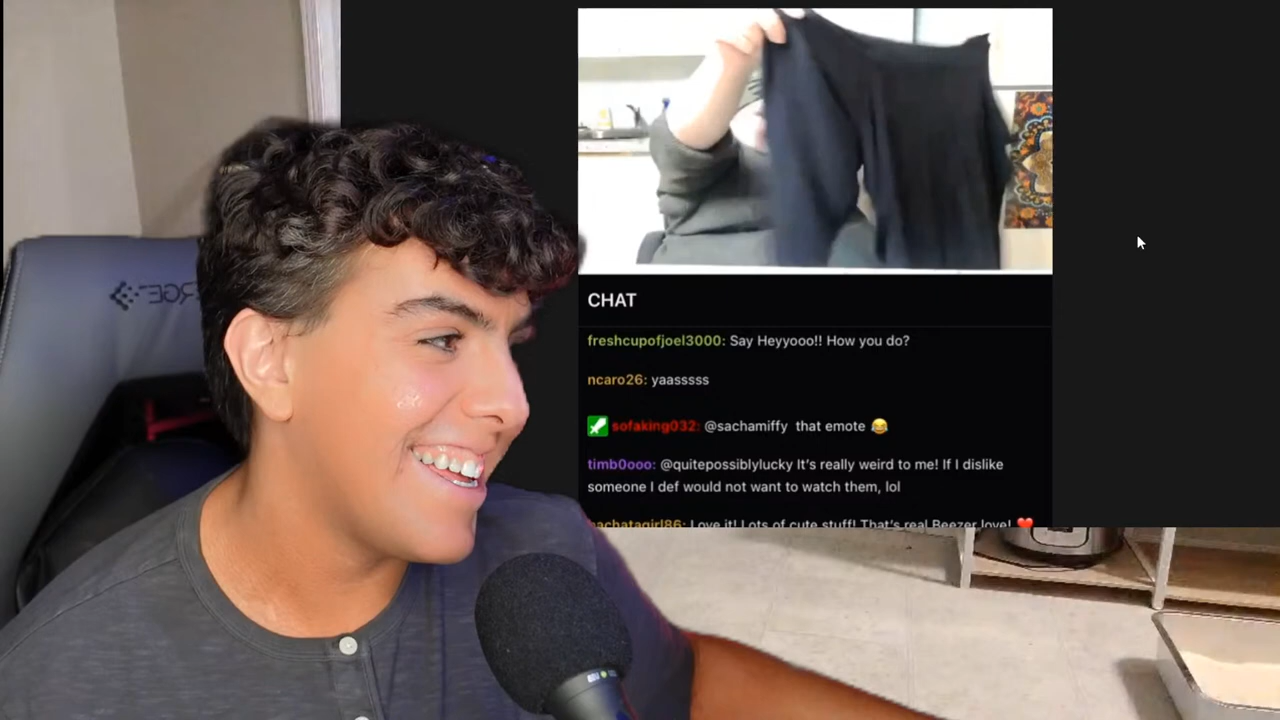 CHAT
freshcupofjoel3000: Say Heyyooo!! How you do?
ncaro26: yaasssss
sofaking032: @sachamiffy that emote 😂
timb0ooo: @quitepossiblylucky It's really weird to me! If I dislike
someone I def would not want to watch them, lol
Love it! Lots of cute stuff! That's real Beezer love! ❤️